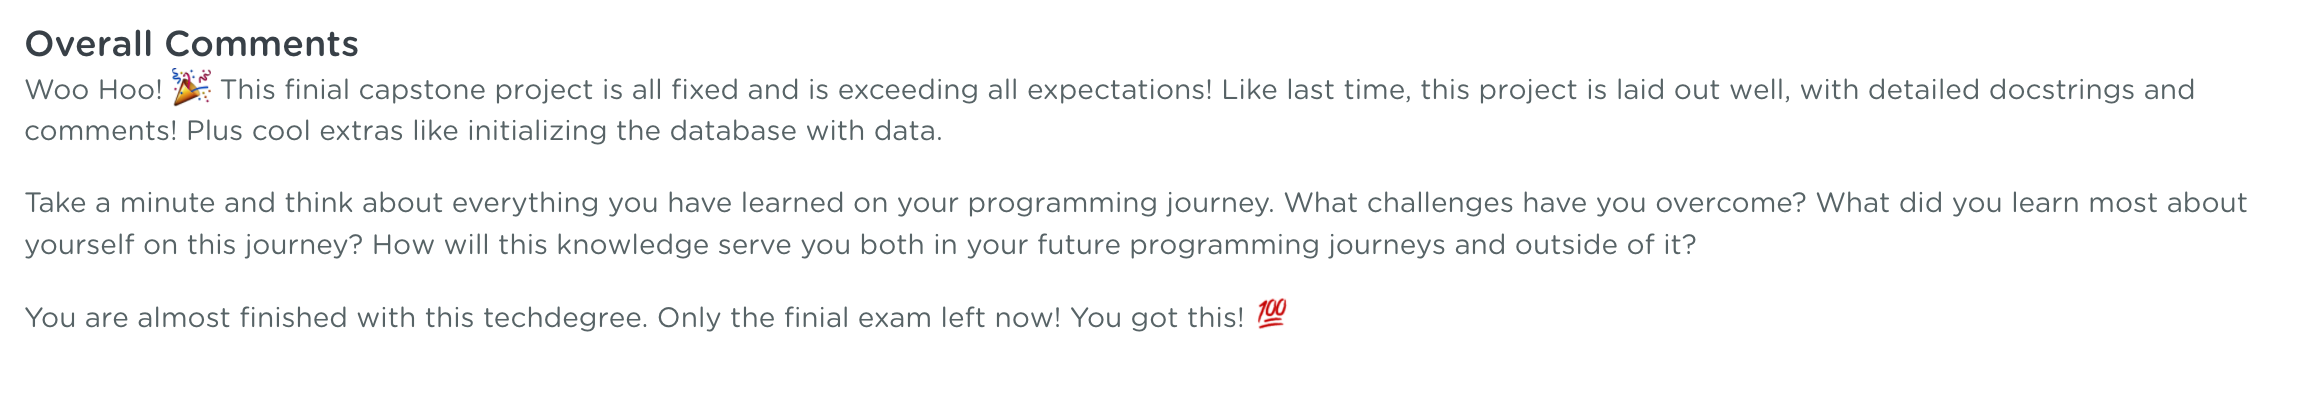 Overall Comments
Woo Hoo! 🎉 This finial capstone project is all fixed and is exceeding all expectations! Like last time, this project is laid out well, with detailed docstrings and
comments! Plus cool extras like initializing the database with data.
Take a minute and think about everything you have learned on your programming journey. What challenges have you overcome? What did you learn most about
yourself on this journey? How will this knowledge serve you both in your future programming journeys and outside of it?
You are almost finished with this techdegree. Only the finial exam left now! You got this! 💯